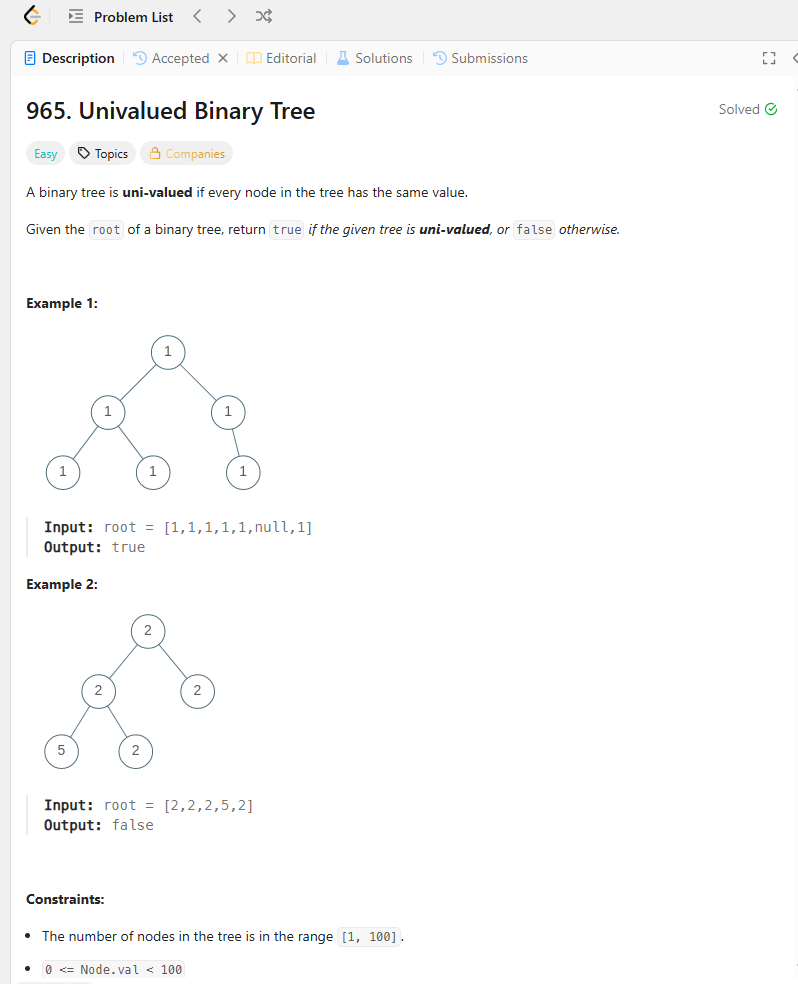 Problem List
Description Accepted Editorial Solutions Submissions
965. Univalued Binary Tree
Solved
Easy Topics Companies
A binary tree is uni-valued if every node in the tree has the same value.
Given the root of a binary tree, return true if the given tree is uni-valued, or false otherwise.
Example 1:
1
1 1
1 1 1
Input: root = [1,1,1,1,1,null,1]
Output: true
Example 2:
2
2 2
5 2
Input: root = [2,2,2,5,2]
Output: false
Constraints:
• The number of nodes in the tree is in the range [1, 100].
• 0 <= Node.val < 100